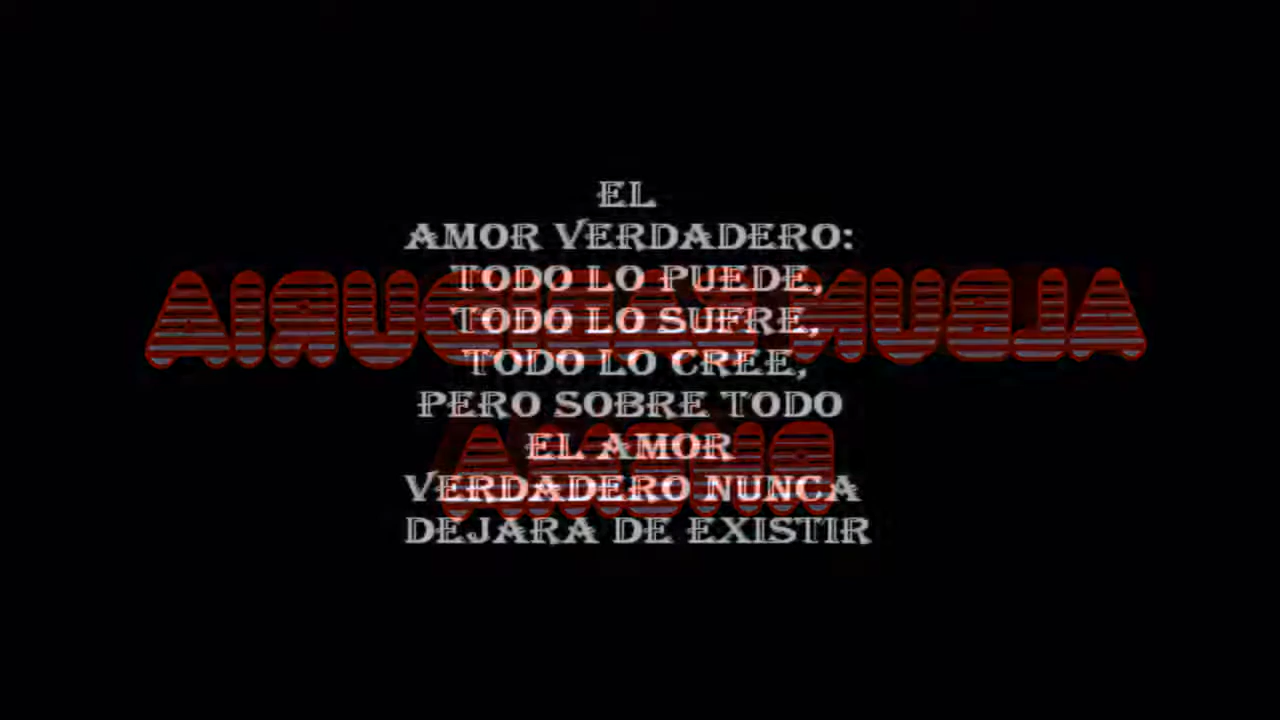 EL
AMOR VERDADERO:
TODO LO PUEDE,
TODO LO SUFRE,
TODO LO CREE,
PERO SOBRE TODO
EL AMOR
VERDADERO NUNCA
DEJARA DE EXISTIR